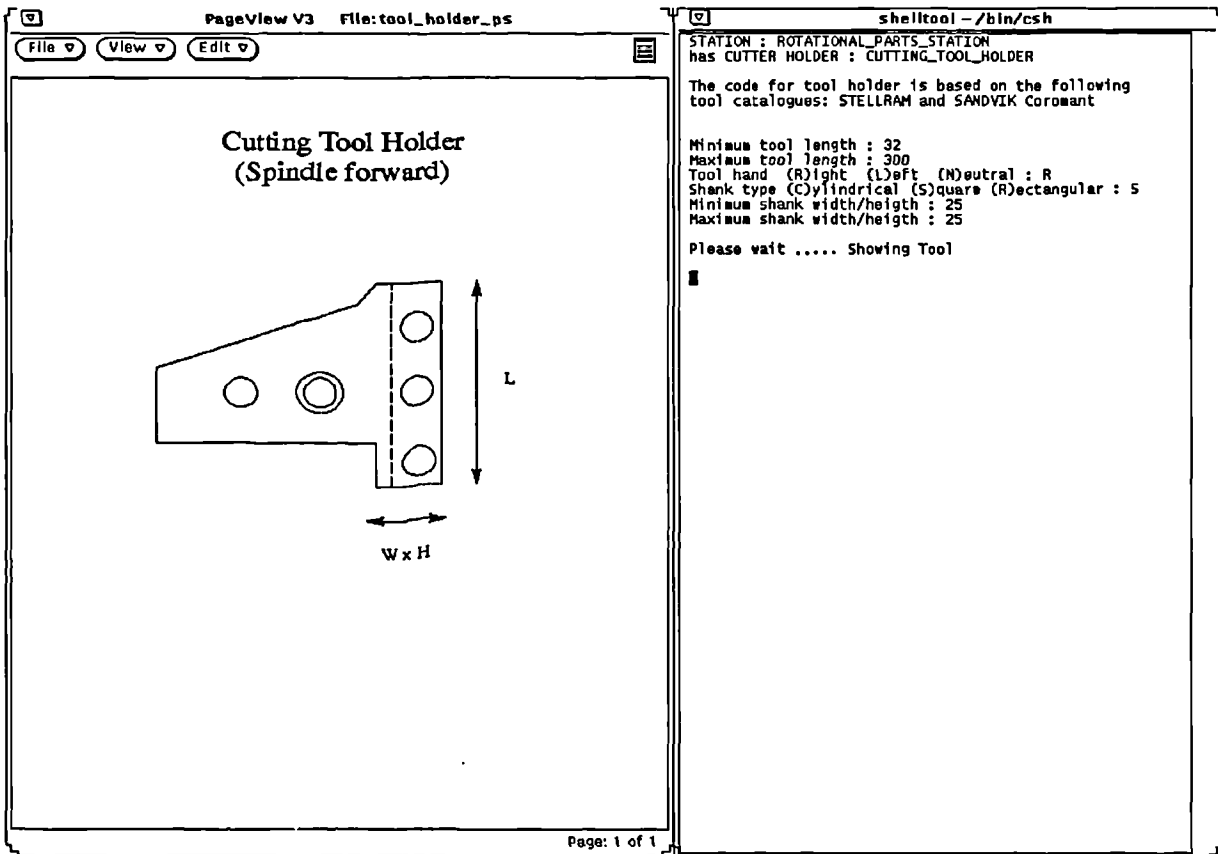 PageView V3 File:tool_holder_ps
File View Edit
Cutting Tool Holder
(Spindle forward)
L
W x H
Page: 1 of 1
shelltool - /bin/csh
STATION : ROTATIONAL_PARTS_STATION
has CUTTER HOLDER : CUTTING_TOOL_HOLDER
The code for tool holder is based on the following
tool catalogues: STELLRAM and SANDVIK Coromant
Minimum tool length : 32
Maximum tool length : 300
Tool hand (R)ight (L)eft (N)eutral : R
Shank type (C)ylindrical (S)quare (R)ectangular : S
Minimum shank width/heigth : 25
Maximum shank width/heigth : 25
Please wait ..... Showing Tool